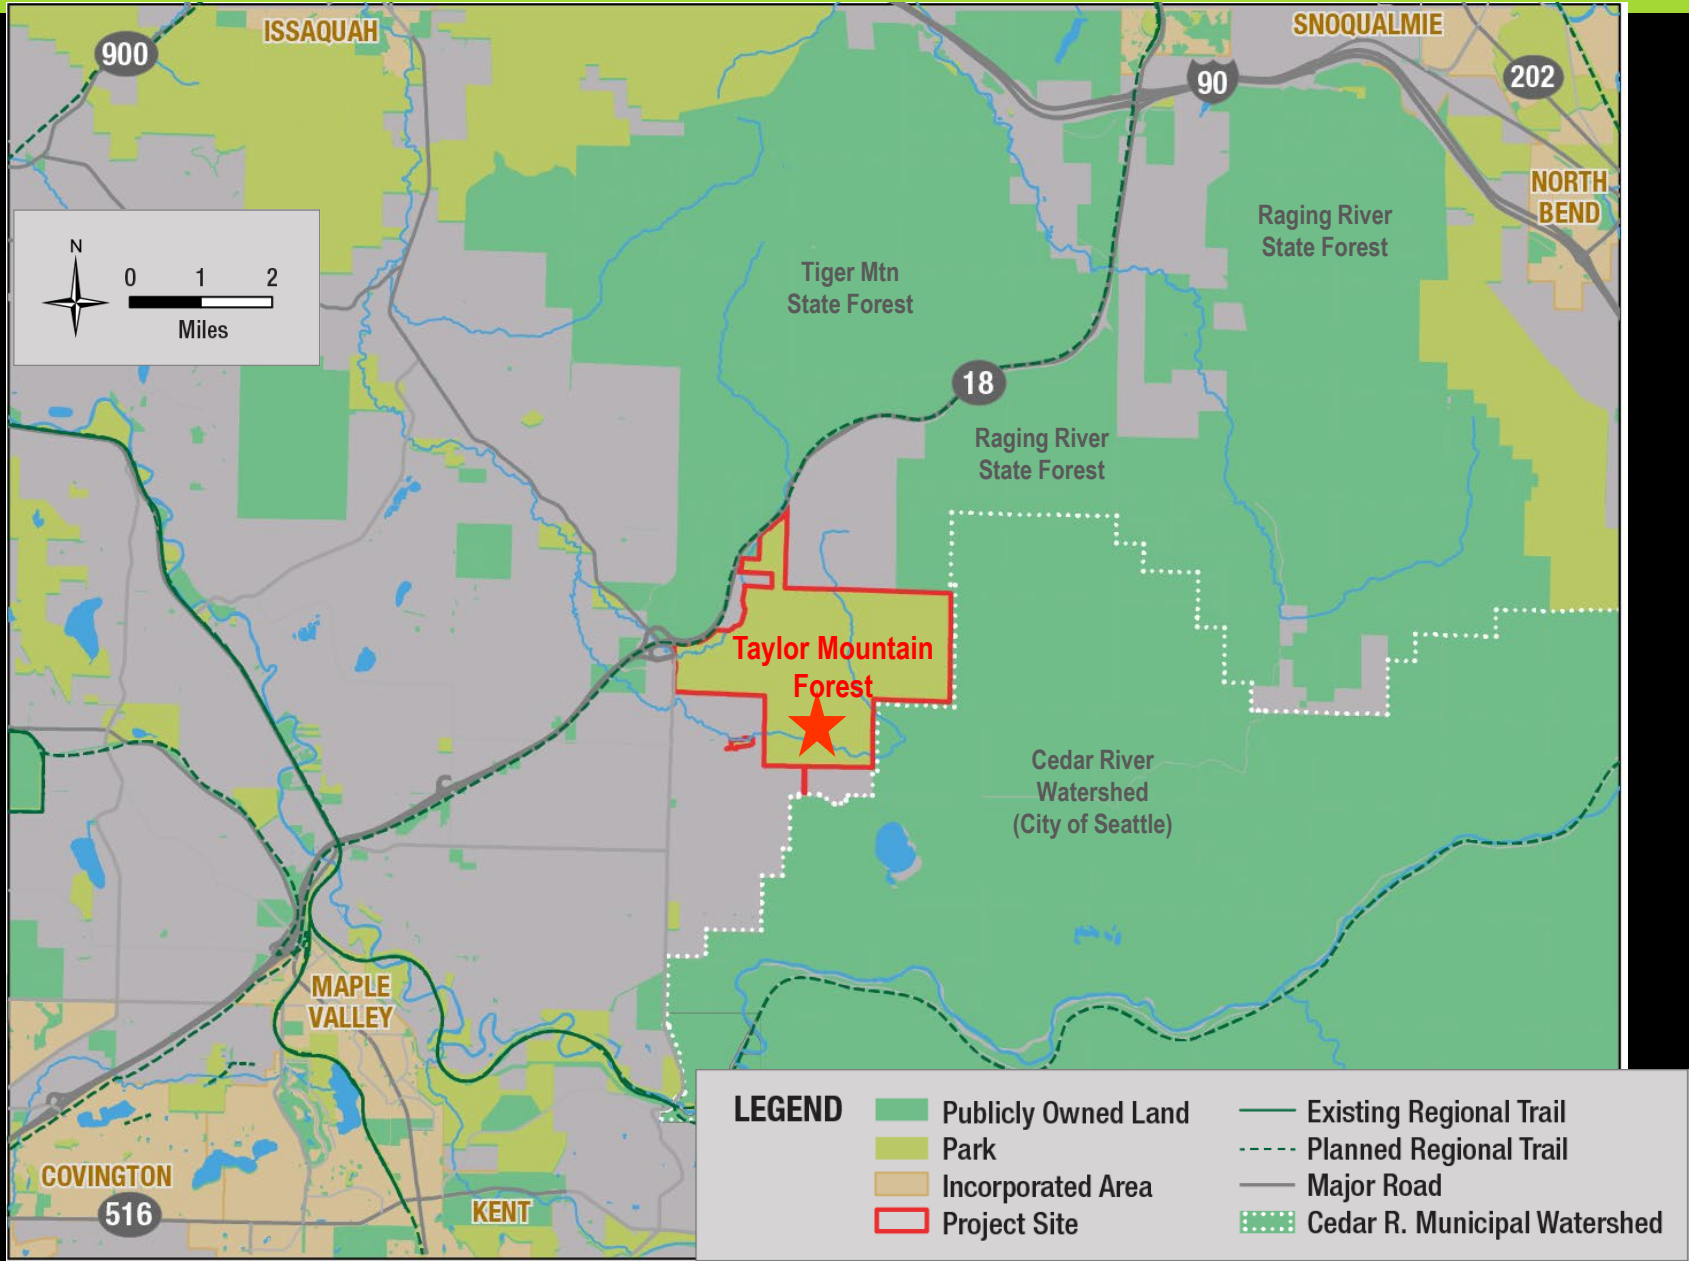 ISSAQUAH
SNOQUALMIE
900
90
202
NORTH
BEND
Raging River
State Forest
N
0 1 2
Miles
Tiger Mtn
State Forest
18
Raging River
State Forest
Taylor Mountain
Forest
Cedar River
Watershed
(City of Seattle)
MAPLE
VALLEY
COVINGTON
516
KENT
LEGEND
Publicly Owned Land
Park
Incorporated Area
Project Site
Existing Regional Trail
Planned Regional Trail
Major Road
Cedar R. Municipal Watershed